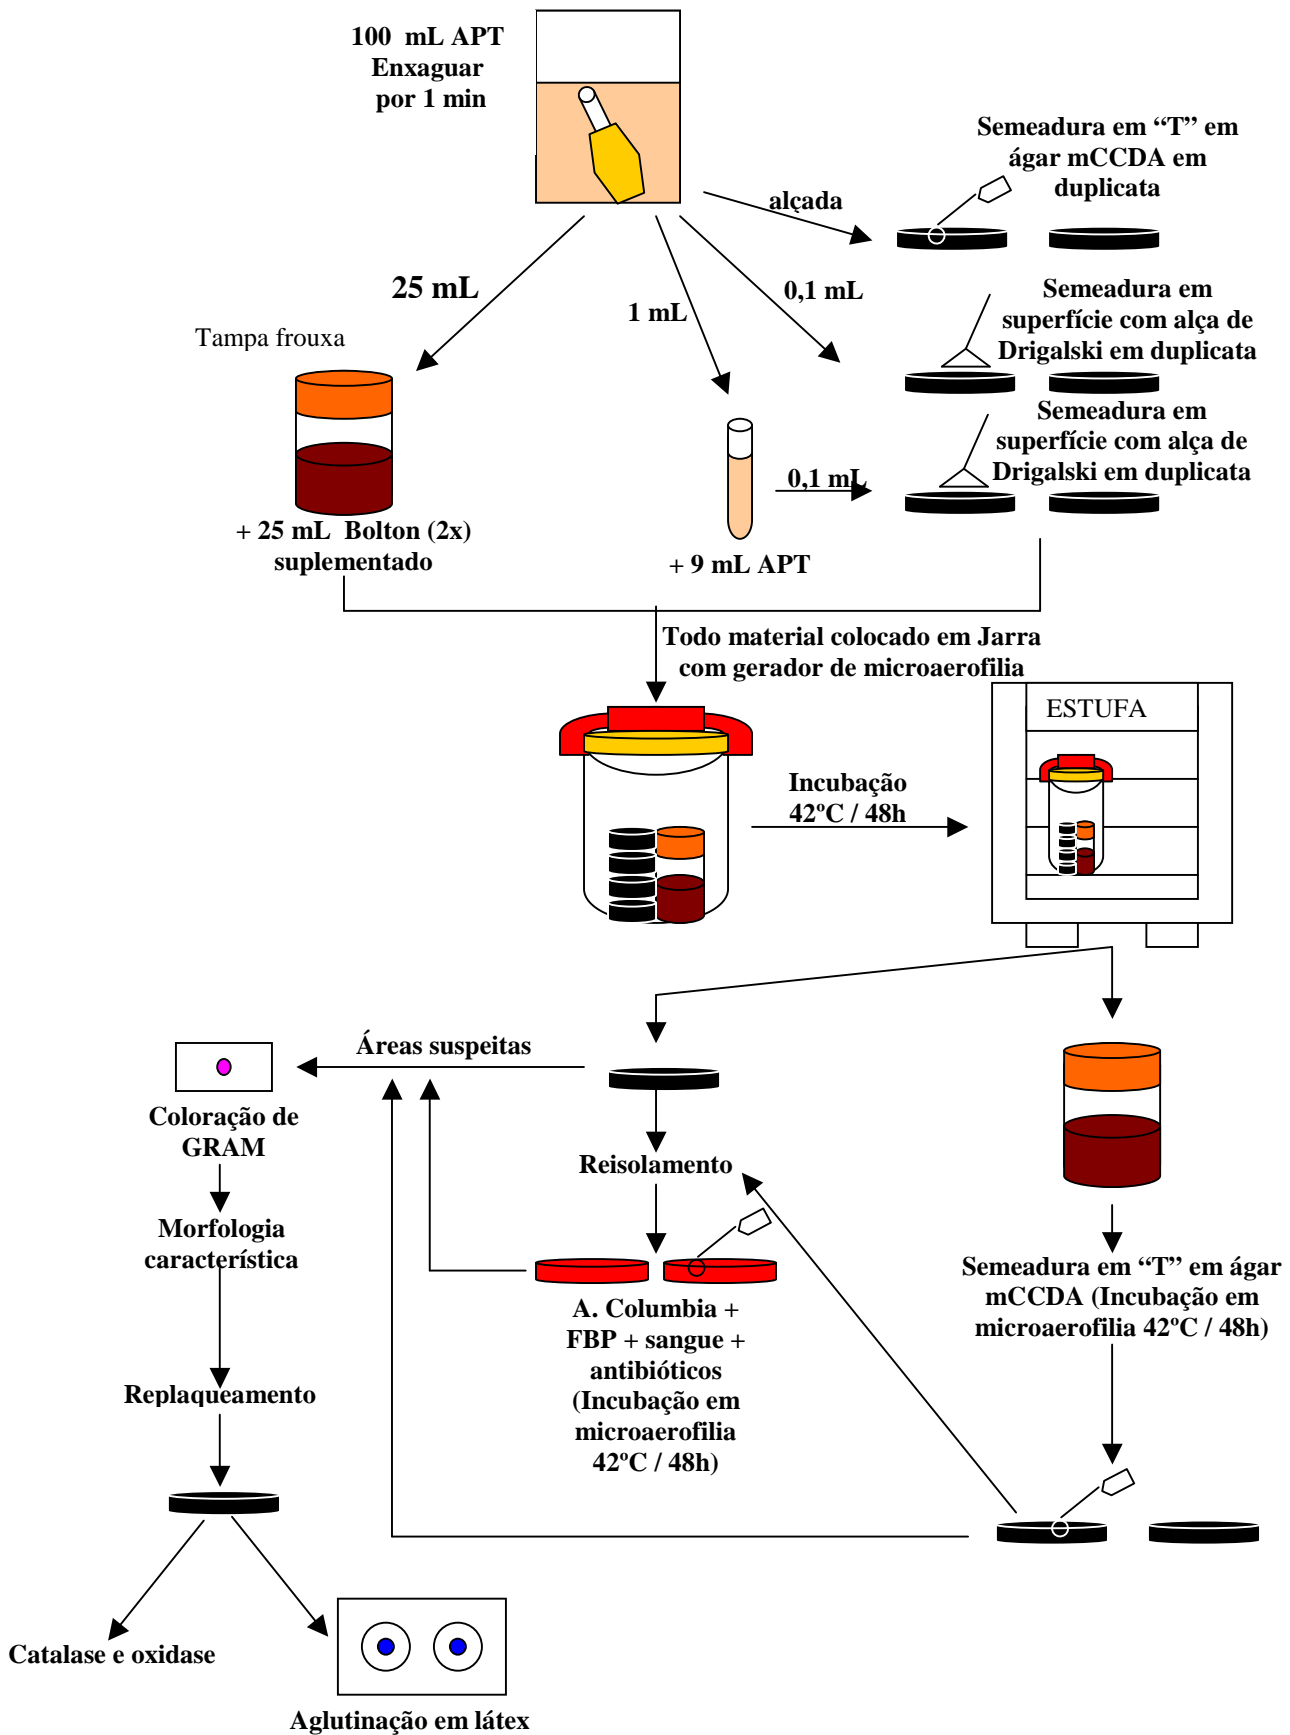 100 mL APT
Enxaguar
por 1 min
Semeadura em “T” em
ágar mCCDA em
duplicata
alçada
25 mL
1 mL
0,1 mL
Semeadura em
superfície com alça de
Drigalski em duplicata
Tampa frouxa
Semeadura em
superfície com alça de
Drigalski em duplicata
0,1 mL
+ 25 mL Bolton (2x)
suplementado
+ 9 mL APT
Todo material colocado em Jarra
com gerador de microaerofilia
ESTUFA
Incubação
42ºC / 48h
Áreas suspeitas
Coloração de
GRAM
Reisolamento
Morfologia
característica
Semeadura em “T” em ágar
mCCDA (Incubação em
microaerofilia 42ºC / 48h)
A. Columbia +
FBP + sangue +
antibióticos
(Incubação em
microaerofilia
42ºC / 48h)
Replaqueamento
Catalase e oxidase
Aglutinação em látex